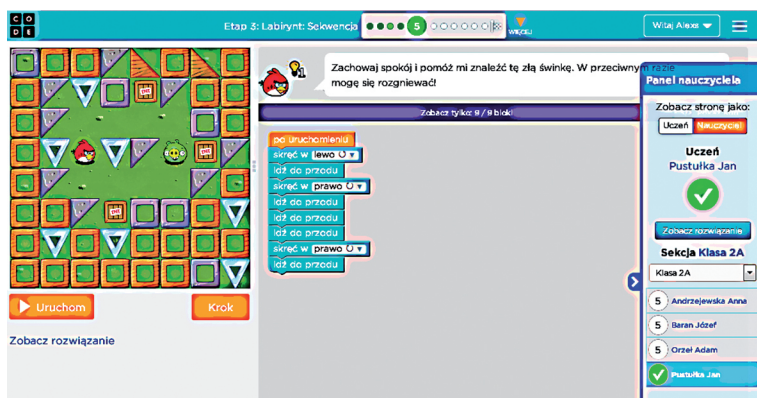 C O
D E
Etap 3: Labirynt: Sekwencja
5
WIĘCEJ
Witaj Alexs
1
Zachowaj spokój i pomóż mi znaleźć tę złą świnkę. W przeciwnym razie
mogę się rozgniewać!
Zobacz tylko: 9 / 9 bloki
po uruchomieniu
skręć w lewo
idź do przodu
skręć w prawo
idź do przodu
idź do przodu
idź do przodu
skręć w prawo
idź do przodu
TNT
TNT
TNT
Uruchom
Krok
Zobacz rozwiązanie
Panel nauczyciela
Zobacz stronę jako:
Uczeń Nauczyciel
Uczeń
Pustułka Jan
Zobacz rozwiązanie
Sekcja Klasa 2A
Klasa 2A
5 Andrzejewska Anna
5 Baran Józef
5 Orzeł Adam
Pustułka Jan